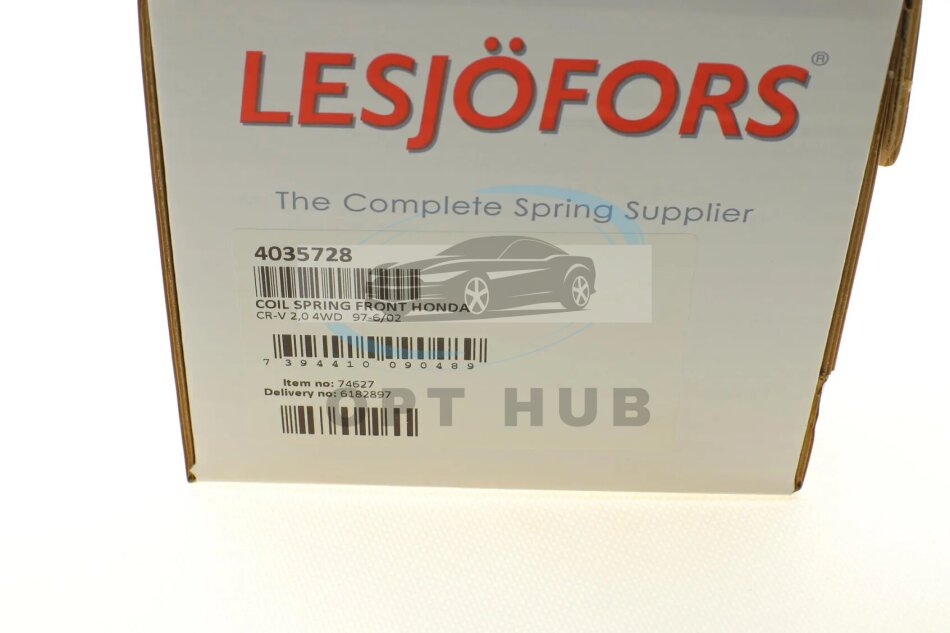 LESJÖFORS®
The Complete Spring Supplier
4035728
COIL SPRING FRONT HONDA
CR-V 2,0 4WD 97-6/02
7 394410 090489
Item no: 74627
Delivery no: 6182897
OPT HUB